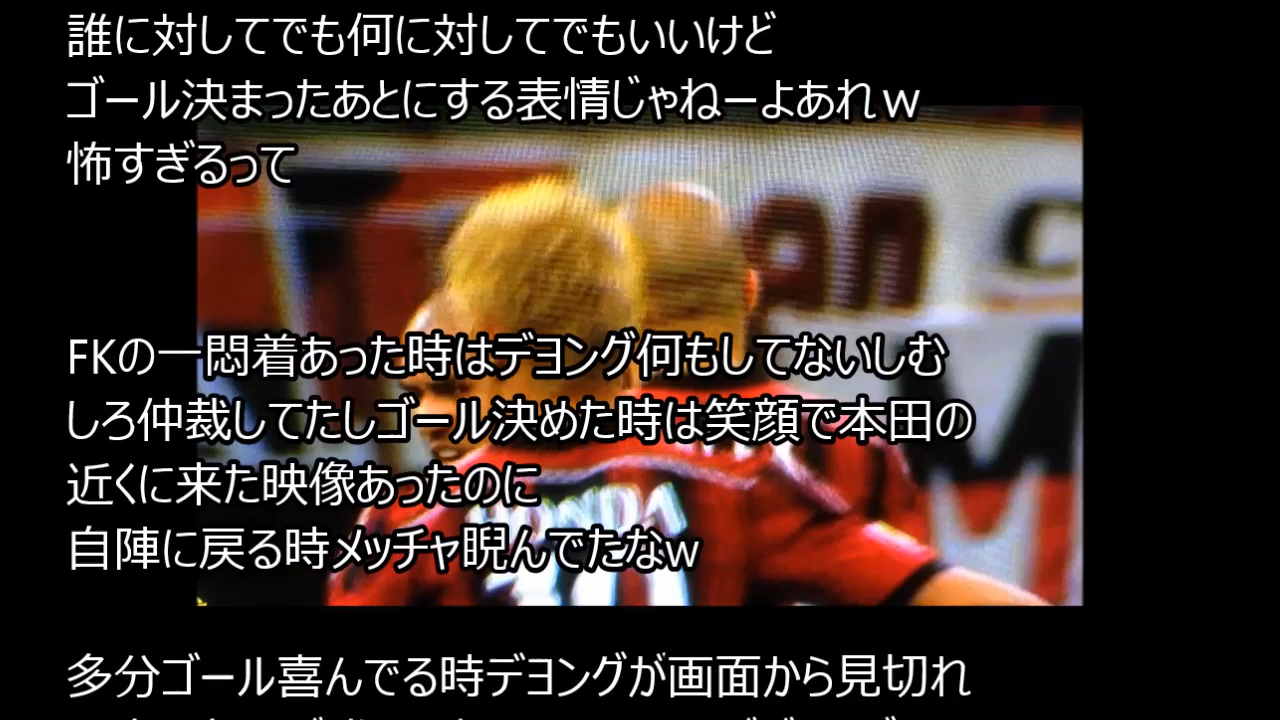 誰に対してでも何に対してでもいいけど
ゴール決まったあとにする表情じゃねーよあれｗ
怖すぎるって
an
C
FKの一悶着あった時はデヨング何もしてないしむ
しろ仲裁してたしゴール決めた時は笑顔で本田の
近くに来た映像あったのに
HONDA
自陣に戻る時メッチャ睨んでたなw
10
多分ゴール喜んでる時デヨングが画面から見切れ